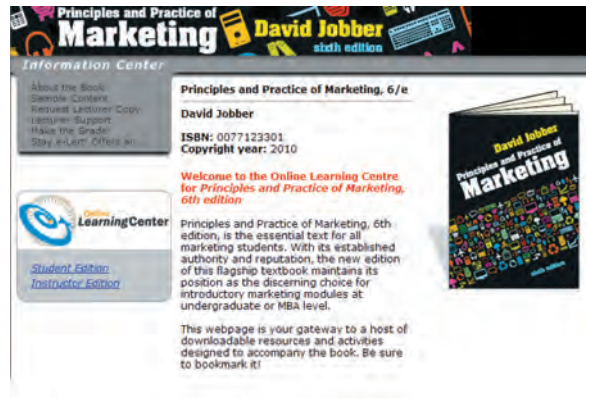 Principles and Practice of
Marketing
David Jobber
sixth edition
Information Center
About the Book
Sample Content
Request Lecturer Copy
Lecturer Support
Make the Grade!
Stay e-Lert! Offers an
Online
LearningCenter
Student Edition
Instructor Edition
Principles and Practice of Marketing, 6/e
David Jobber
ISBN: 0077123301
Copyright year: 2010
Welcome to the Online Learning Centre
for Principles and Practice of Marketing,
6th edition
Principles and Practice of Marketing, 6th
edition, is the essential text for all
marketing students. With its established
authority and reputation, the new edition
of this flagship textbook maintains its
position as the discerning choice for
introductory marketing modules at
undergraduate or MBA level.
This webpage is your gateway to a host of
downloadable resources and activities
designed to accompany the book. Be sure
to bookmark it!
David Jobber
Principles and Practice of
Marketing
sixth edition